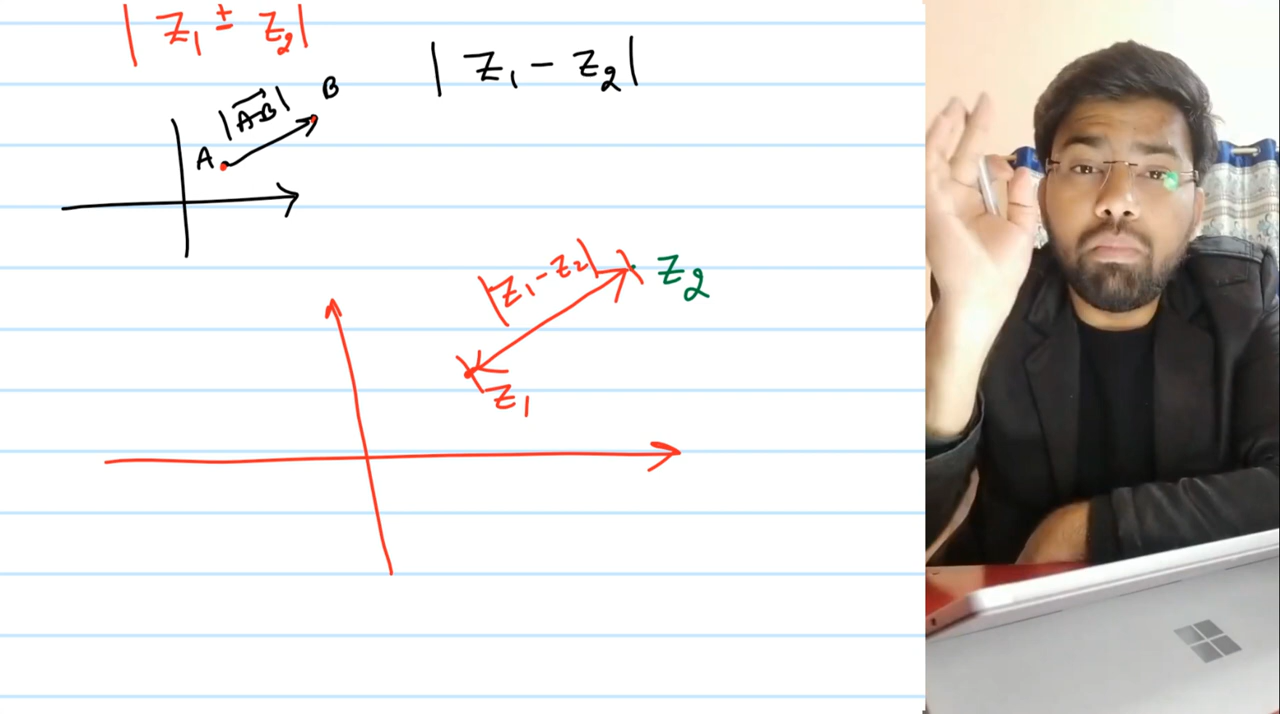 | z₁ ± z₂ |
| z₁ - z₂ |
|AB|
B
A
|z₁ - z₂|
z₂
z₁